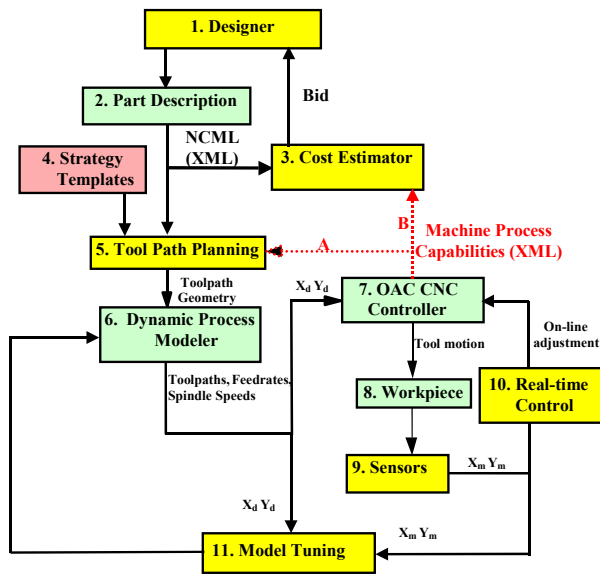 1. Designer
2. Part Description
Bid
NCML
(XML)
3. Cost Estimator
4. Strategy
Templates
B
Machine Process
Capabilities (XML)
A
5. Tool Path Planning
Toolpath
Geometry
Xd Yd
7. OAC CNC
Controller
6. Dynamic Process
Modeler
On-line
adjustment
Tool motion
Toolpaths, Feedrates,
Spindle Speeds
8. Workpiece
10. Real-time
Control
9. Sensors
Xm Ym
Xd Yd
Xm Ym
11. Model Tuning